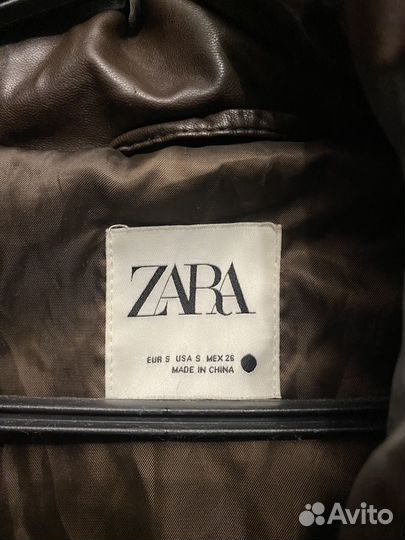 ZARA
EUR S USA S MEX 26
MADE IN CHINA
Avito